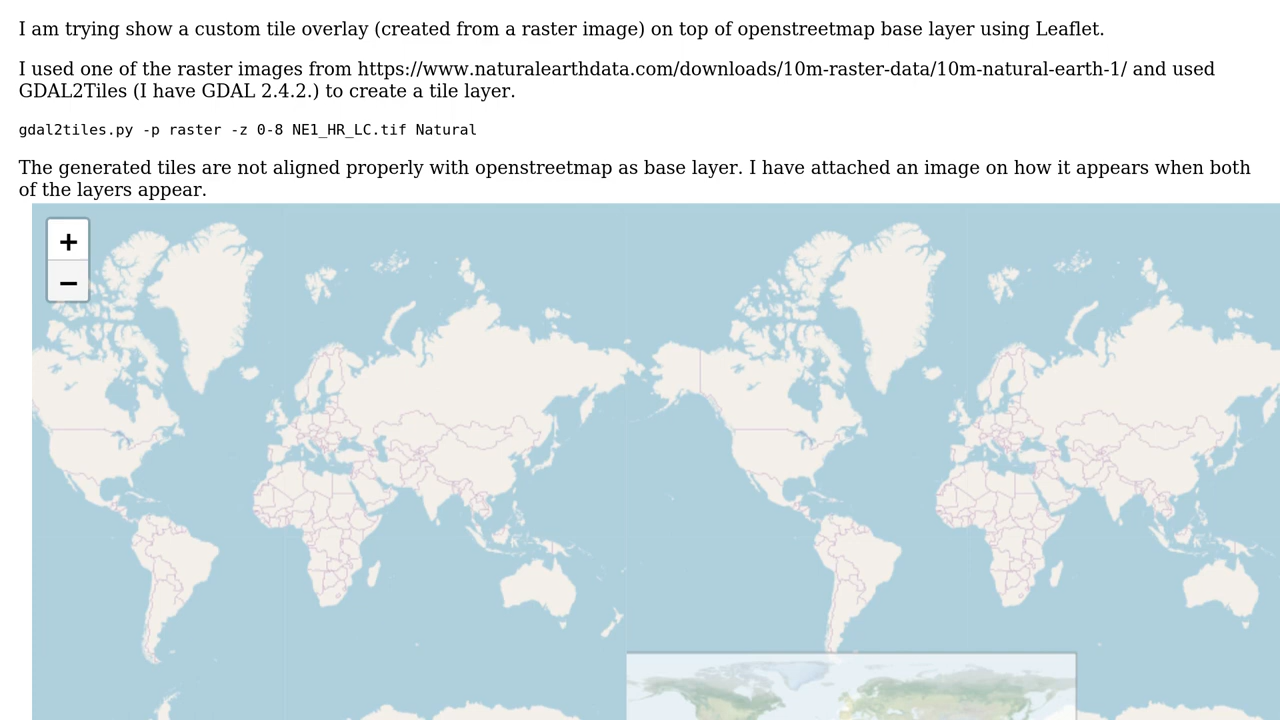 I am trying show a custom tile overlay (created from a raster image) on top of openstreetmap base layer using Leaflet.
I used one of the raster images from https://www.naturalearthdata.com/downloads/10m-raster-data/10m-natural-earth-1/ and used
GDAL2Tiles (I have GDAL 2.4.2.) to create a tile layer.
gdal2tiles.py -p raster -z 0-8 NE1_HR_LC.tif Natural
The generated tiles are not aligned properly with openstreetmap as base layer. I have attached an image on how it appears when both
of the layers appear.
+
−